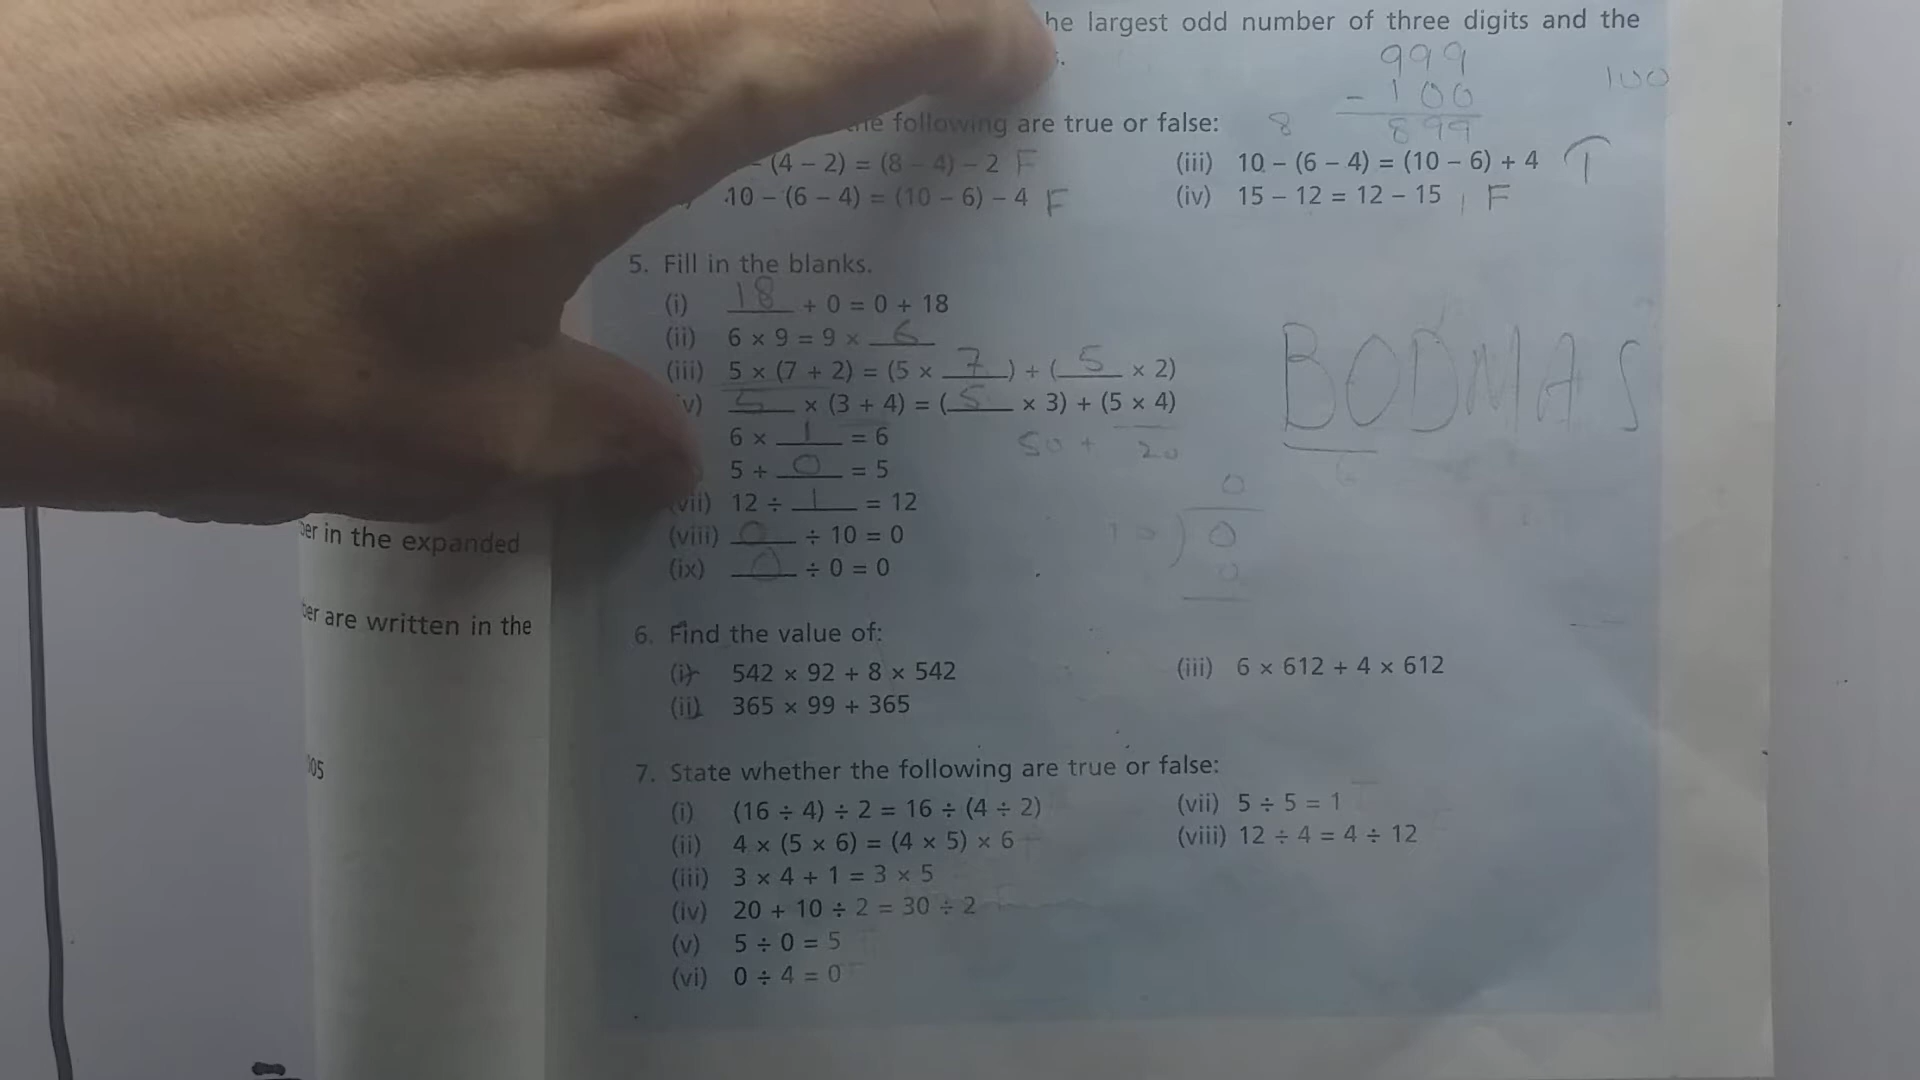 he largest odd number of three digits and the
999
- 100
899
100
the following are true or false: 8
– (4 – 2) = (8 – 4) – 2 F
(iii) 10 – (6 – 4) = (10 – 6) + 4 T
10 – (6 – 4) = (10 – 6) – 4 F
(iv) 15 – 12 = 12 – 15 F
5. Fill in the blanks.
(i) 18 + 0 = 0 + 18
(ii) 6 × 9 = 9 × 6
(iii) 5 × (7 + 2) = (5 × 7) + (5 × 2)
v) 5 × (3 + 4) = (5 × 3) + (5 × 4)
BODMAS
6 × 1 = 6
50 + 20
5 + 0 = 5
(vii) 12 ÷ 1 = 12
(viii) 0 ÷ 10 = 0
(ix) 0 ÷ 0 = 0
0
10) 0
0
6. Find the value of:
(i) 542 × 92 + 8 × 542
(iii) 6 × 612 + 4 × 612
(ii) 365 × 99 + 365
7. State whether the following are true or false:
(i) (16 ÷ 4) ÷ 2 = 16 ÷ (4 ÷ 2)
(vii) 5 ÷ 5 = 1
(ii) 4 × (5 × 6) = (4 × 5) × 6
(viii) 12 ÷ 4 = 4 ÷ 12
(iii) 3 × 4 + 1 = 3 × 5
(iv) 20 + 10 ÷ 2 = 30 ÷ 2
(v) 5 ÷ 0 = 5
(vi) 0 ÷ 4 = 0
in the expanded
are written in the
05